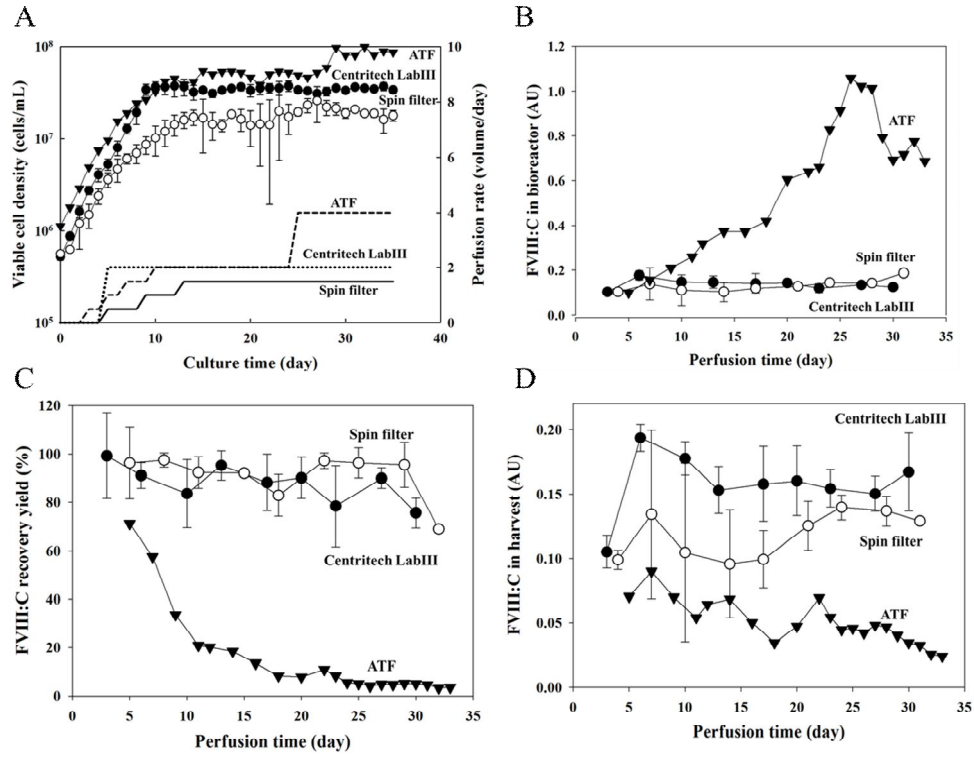 A
10^8
10^7
10^6
10^5
Viable cell density (cells/mL)
ATF
Centritech LabIII
Spin filter
ATF
Centritech LabIII
Spin filter
10
8
6
4
2
0
Perfusion rate (volume/day)
0 10 20 30 40
Culture time (day)
B
1.2
1.0
0.8
0.6
0.4
0.2
0.0
FVIII:C in bioreactor (AU)
ATF
Spin filter
Centritech LabIII
0 5 10 15 20 25 30 35
Perfusion time (day)
C
120
100
80
60
40
20
0
FVIII:C recovery yield (%)
Spin filter
Centritech LabIII
ATF
0 5 10 15 20 25 30 35
Perfusion time (day)
D
0.20
0.15
0.10
0.05
0.00
FVIII:C in harvest (AU)
Centritech LabIII
Spin filter
ATF
0 5 10 15 20 25 30 35
Perfusion time (day)